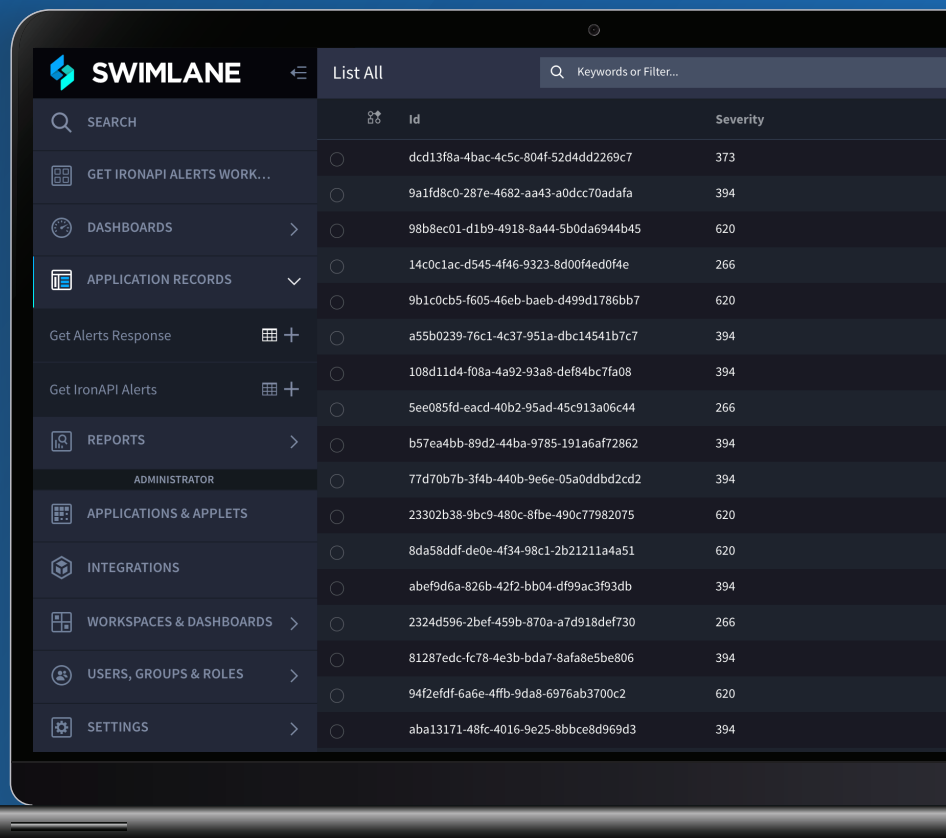 SWIMLANE
List All
Keywords or Filter...
SEARCH
GET IRONAPI ALERTS WORK...
DASHBOARDS
APPLICATION RECORDS
Get Alerts Response
Get IronAPI Alerts
REPORTS
ADMINISTRATOR
APPLICATIONS & APPLETS
INTEGRATIONS
WORKSPACES & DASHBOARDS
USERS, GROUPS & ROLES
SETTINGS
Id Severity
dcd13f8a-4bac-4c5c-804f-52d4dd2269c7 373
9a1fd8c0-287e-4682-aa43-a0dcc70adafa 394
98b8ec01-d1b9-4918-8a44-5b0da6944b45 620
14c0c1ac-d545-4f46-9323-8d00f4ed0f4e 266
9b1c0cb5-f605-46eb-baeb-d499d1786bb7 620
a55b0239-76c1-4c37-951a-dbc14541b7c7 394
108d11d4-f08a-4a92-93a8-def84bc7fa08 394
5ee085fd-eacd-40b2-95ad-45c913a06c44 266
b57ea4bb-89d2-44ba-9785-191a6af72862 394
77d70b7b-3f4b-440b-9e6e-05a0ddbd2cd2 394
23302b38-9bc9-480c-8fbe-490c77982075 620
8da58ddf-de0e-4f34-98c1-2b21211a4a51 620
abef9d6a-826b-42f2-bb04-df99ac3f93db 394
2324d596-2bef-459b-870a-a7d918def730 266
81287edc-fc78-4e3b-bda7-8afa8e5be806 394
94f2efdf-6a6e-4ffb-9da8-6976ab3700c2 620
aba13171-48fc-4016-9e25-8bbce8d969d3 394